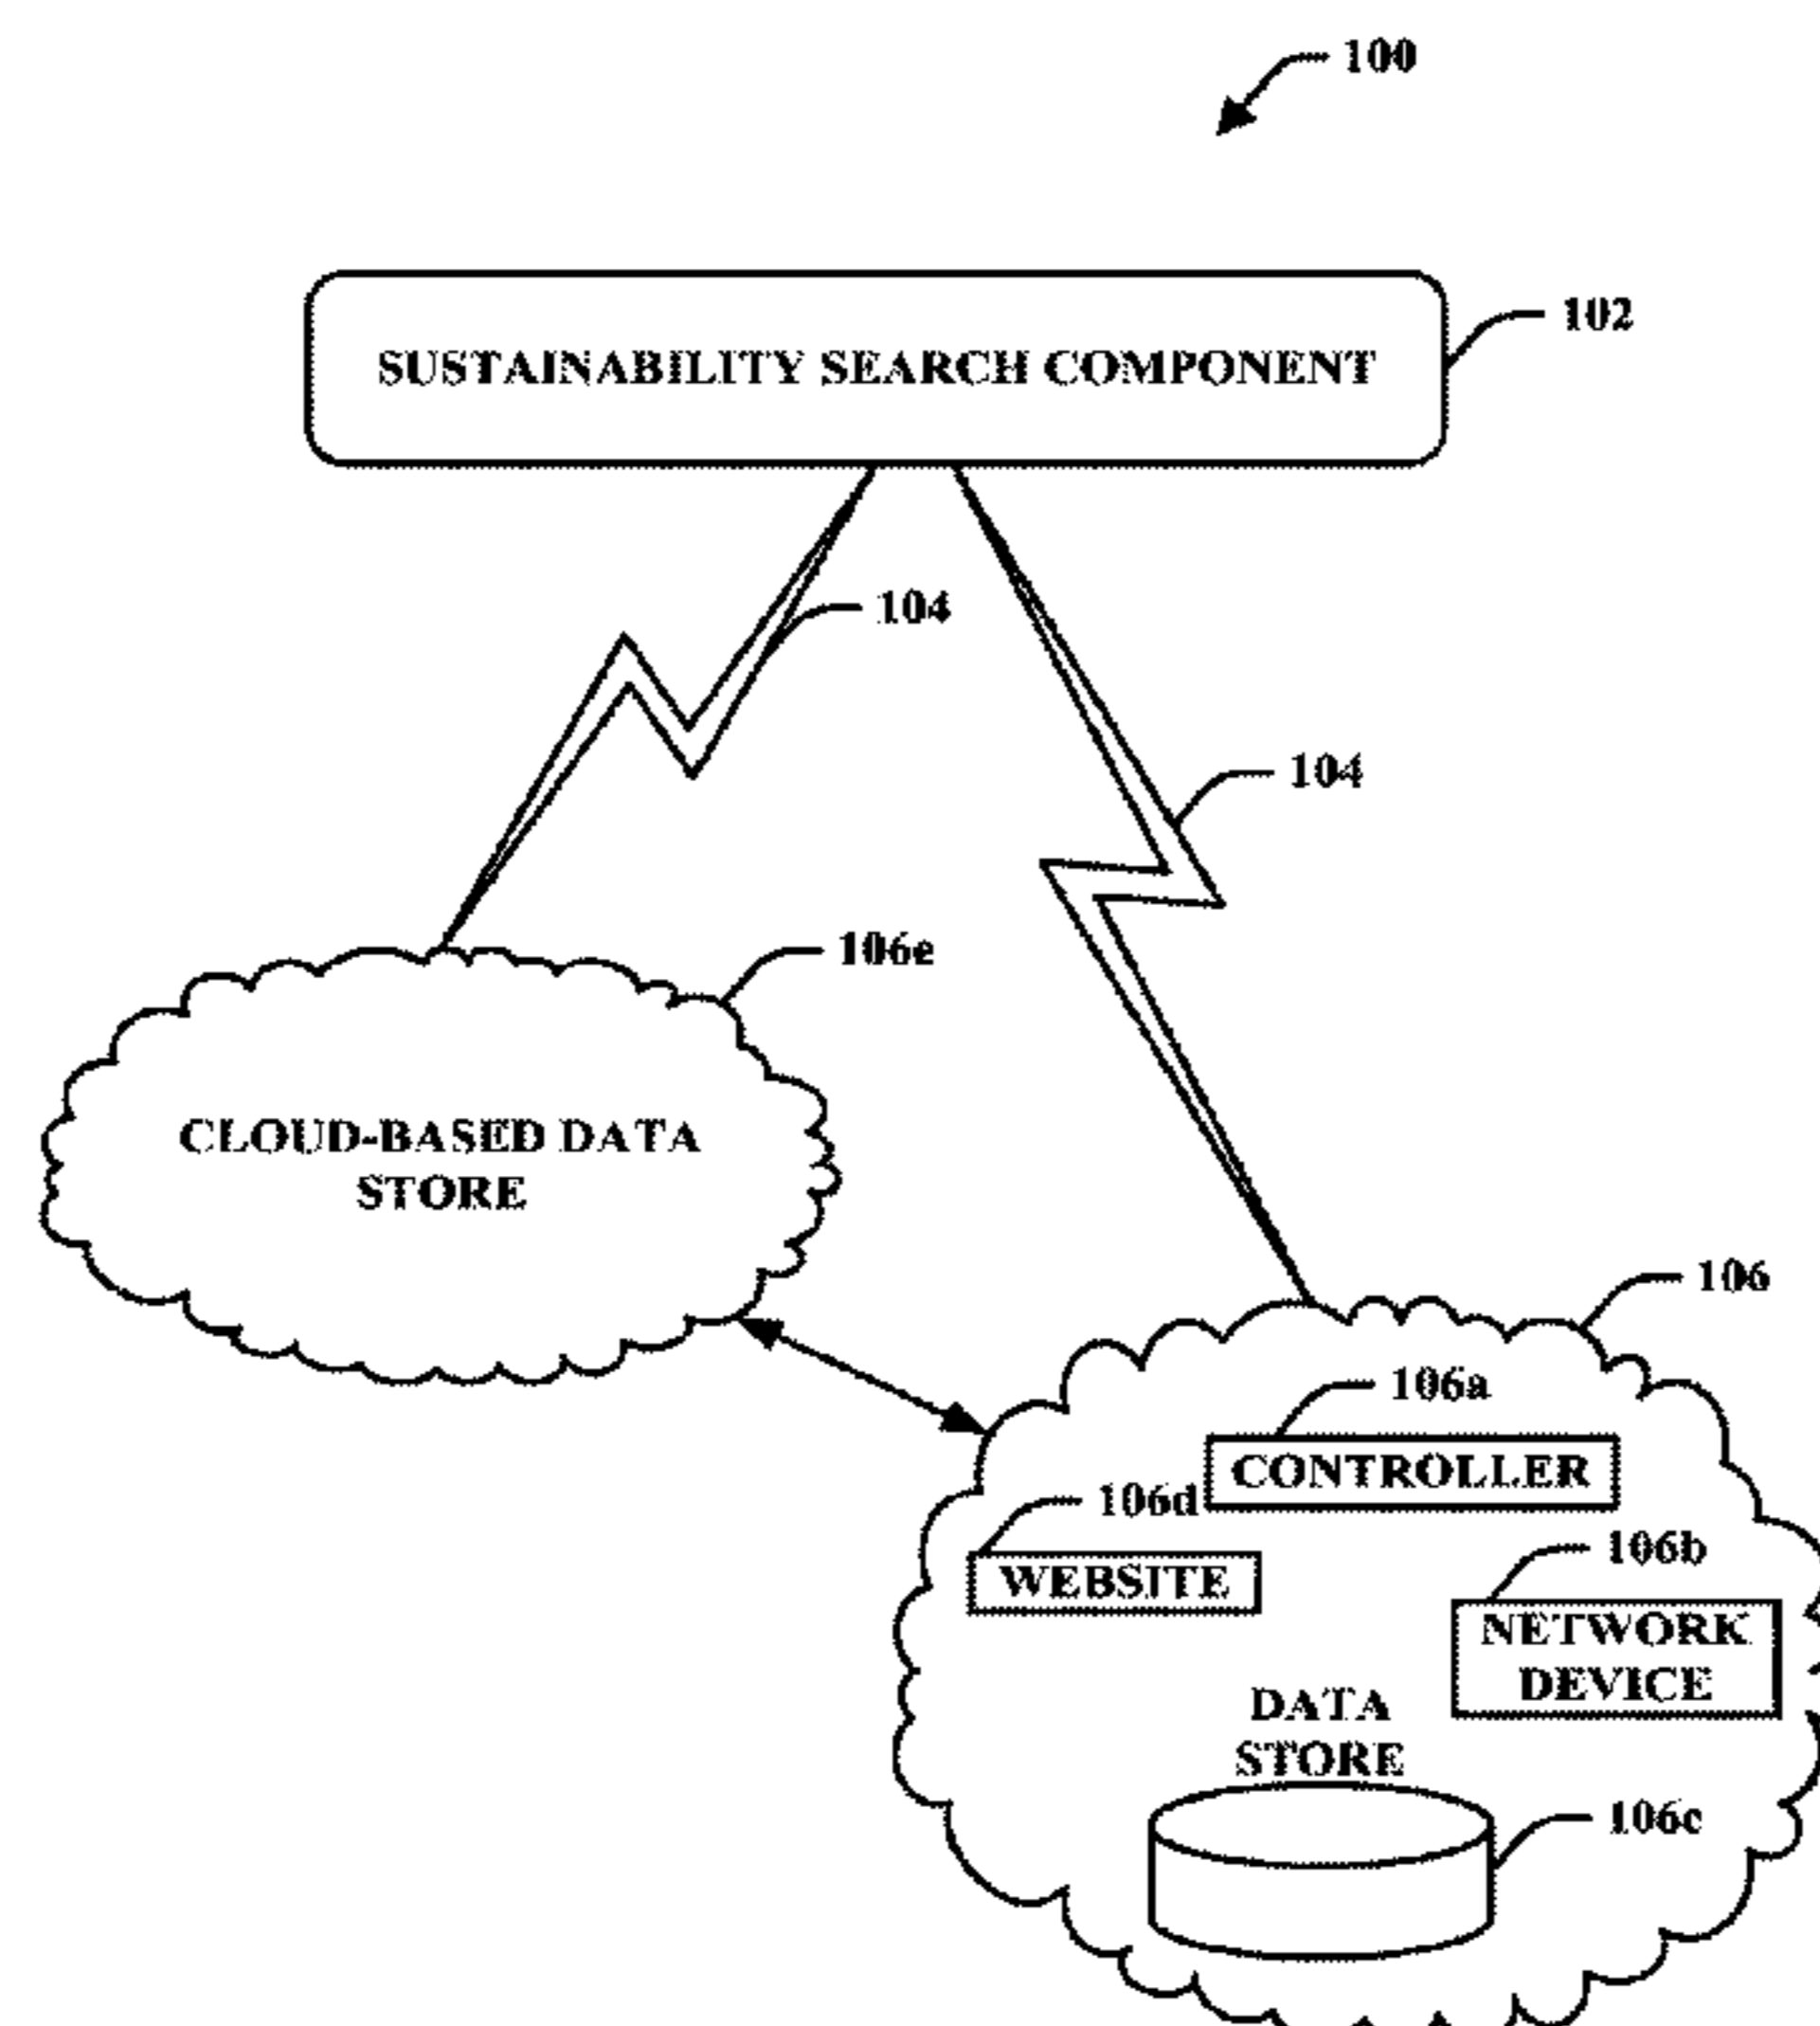 100
102
SUSTAINABILITY SEARCH COMPONENT
104
104
106e
CLOUD-BASED DATA
STORE
106
106a
CONTROLLER
106d
WEBSITE
106b
NETWORK
DEVICE
DATA
STORE
106c